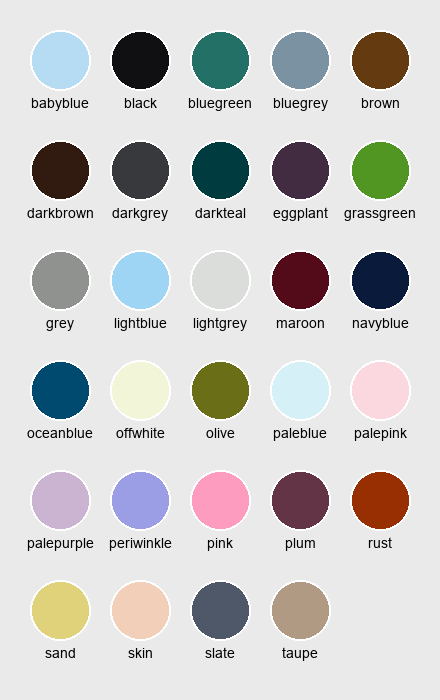 babyblue black bluegreen bluegrey brown
darkbrown darkgrey darkteal eggplant grassgreen
grey lightblue lightgrey maroon navyblue
oceanblue offwhite olive paleblue palepink
palepurple periwinkle pink plum rust
sand skin slate taupe